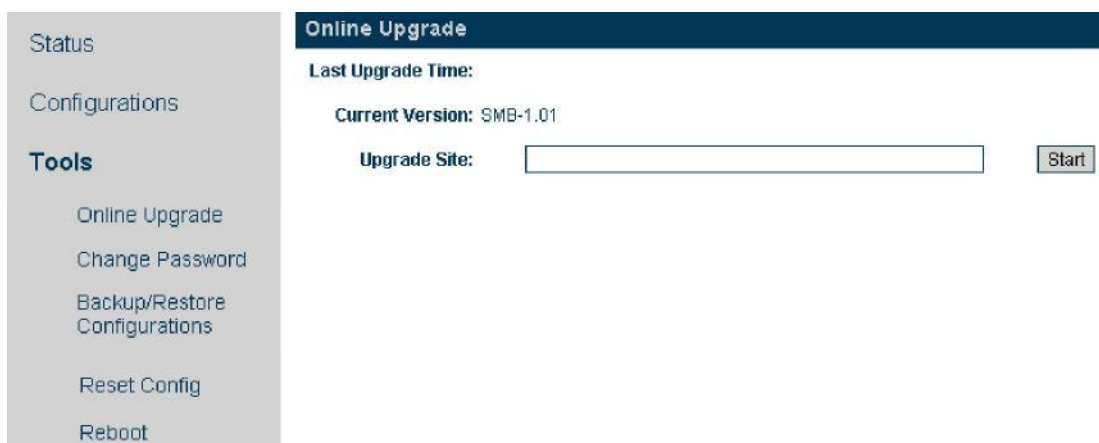 Status
Configurations
Tools
Online Upgrade
Change Password
Backup/Restore
Configurations
Reset Config
Reboot
Online Upgrade
Last Upgrade Time:
Current Version: SMB-1.01
Upgrade Site:
Start